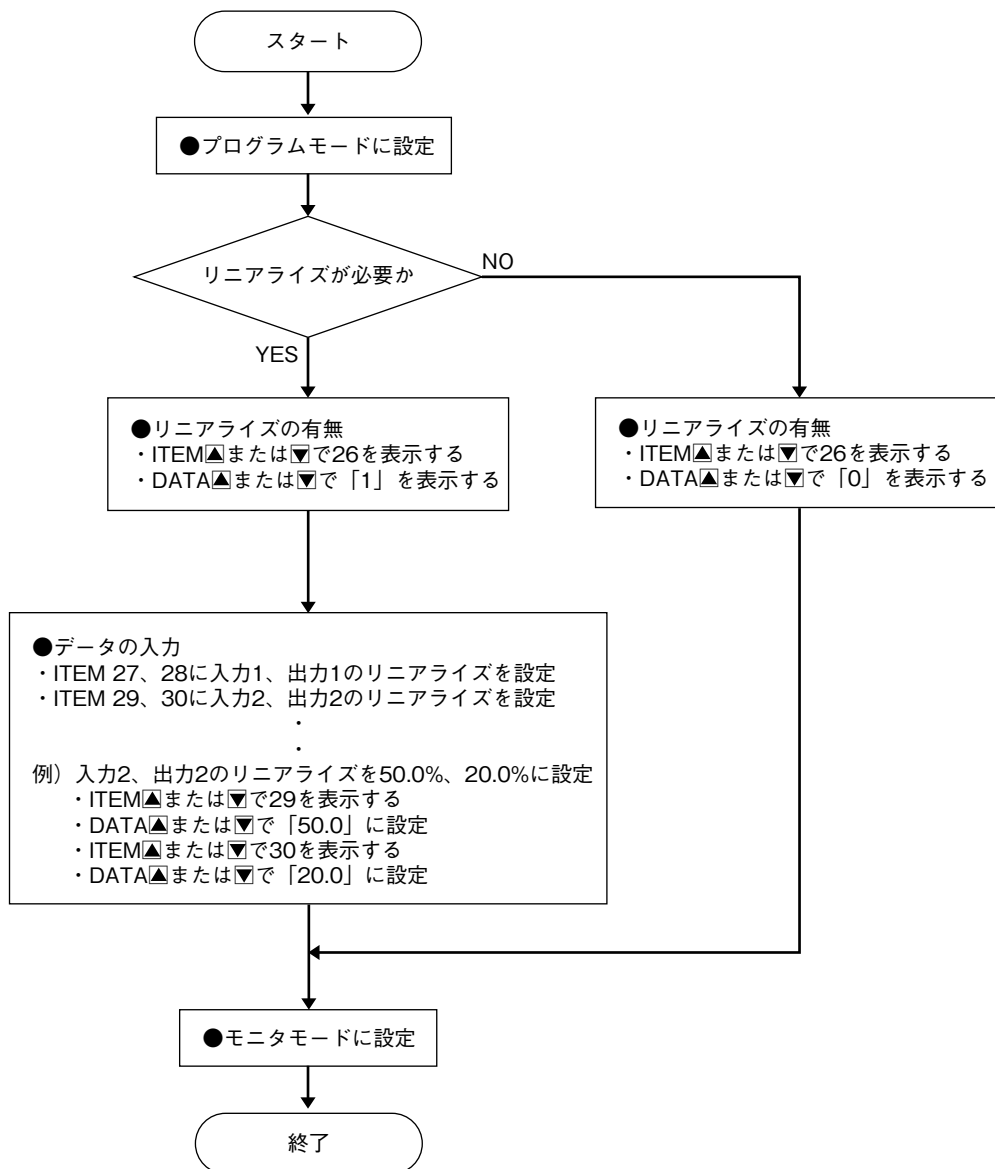 スタート
●プログラムモードに設定
リニアライズが必要か
NO
YES
●リニアライズの有無
・ITEM▲または▼で26を表示する
・DATA▲または▼で「1」を表示する
●リニアライズの有無
・ITEM▲または▼で26を表示する
・DATA▲または▼で「0」を表示する
●データの入力
・ITEM 27、28に入力1、出力1のリニアライズを設定
・ITEM 29、30に入力2、出力2のリニアライズを設定
・
・
例）入力2、出力2のリニアライズを50.0%、20.0%に設定
・ITEM▲または▼で29を表示する
・DATA▲または▼で「50.0」に設定
・ITEM▲または▼で30を表示する
・DATA▲または▼で「20.0」に設定
●モニタモードに設定
終了